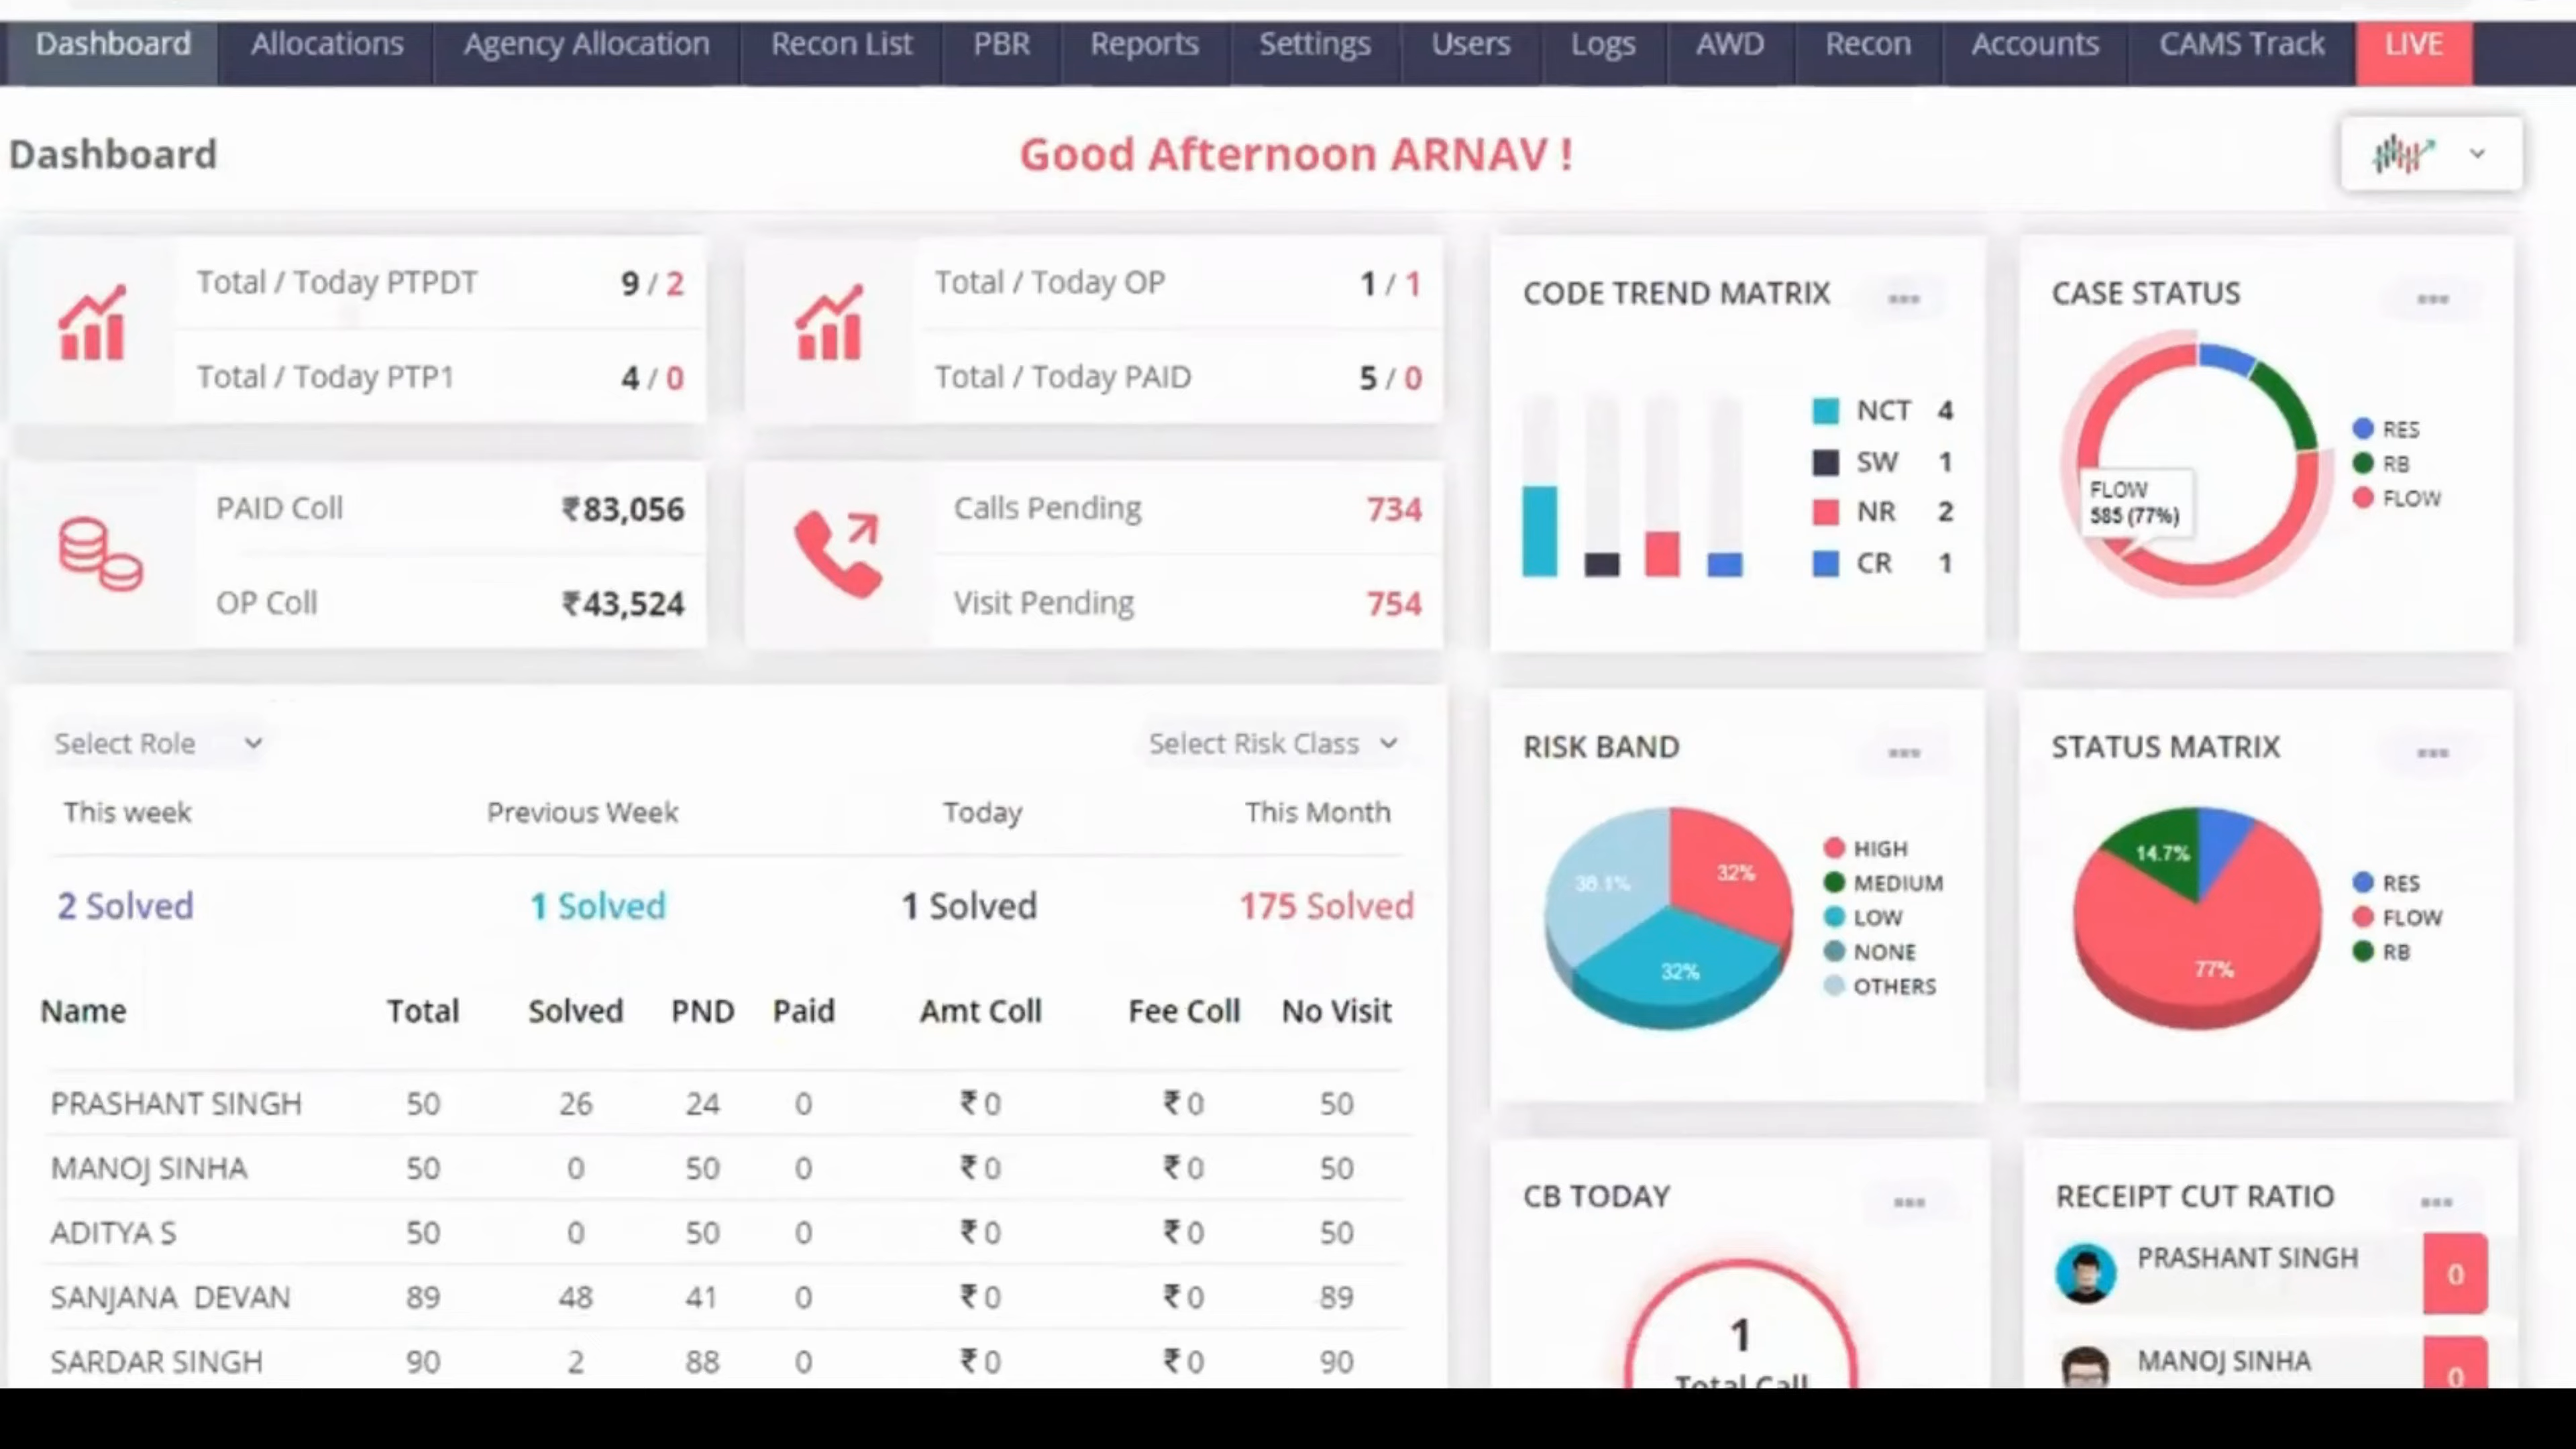 Dashboard Allocations Agency Allocation Recon List PBR Reports Settings Users Logs AWD Recon Accounts CAMS Track LIVE
Dashboard
Good Afternoon ARNAV !
Total / Today PTPDT 9 / 2
Total / Today PTP1 4 / 0
Total / Today OP 1 / 1
Total / Today PAID 5 / 0
PAID Coll ₹83,056
OP Coll ₹43,524
Calls Pending 734
Visit Pending 754
CODE TREND MATRIX
NCT 4
SW 1
NR 2
CR 1
CASE STATUS
FLOW
585 (77%)
RES
RB
FLOW
Select Role
Select Risk Class
This week Previous Week Today This Month
2 Solved 1 Solved 1 Solved 175 Solved
Name Total Solved PND Paid Amt Coll Fee Coll No Visit
PRASHANT SINGH 50 26 24 0 ₹ 0 ₹ 0 50
MANOJ SINHA 50 0 50 0 ₹ 0 ₹ 0 50
ADITYA S 50 0 50 0 ₹ 0 ₹ 0 50
SANJANA DEVAN 89 48 41 0 ₹ 0 ₹ 0 89
SARDAR SINGH 90 2 88 0 ₹ 0 ₹ 0 90
RISK BAND
32%
32%
HIGH
MEDIUM
LOW
NONE
OTHERS
STATUS MATRIX
14.7%
77%
RES
FLOW
RB
CB TODAY
1
Total Call
RECEIPT CUT RATIO
PRASHANT SINGH 0
MANOJ SINHA 0